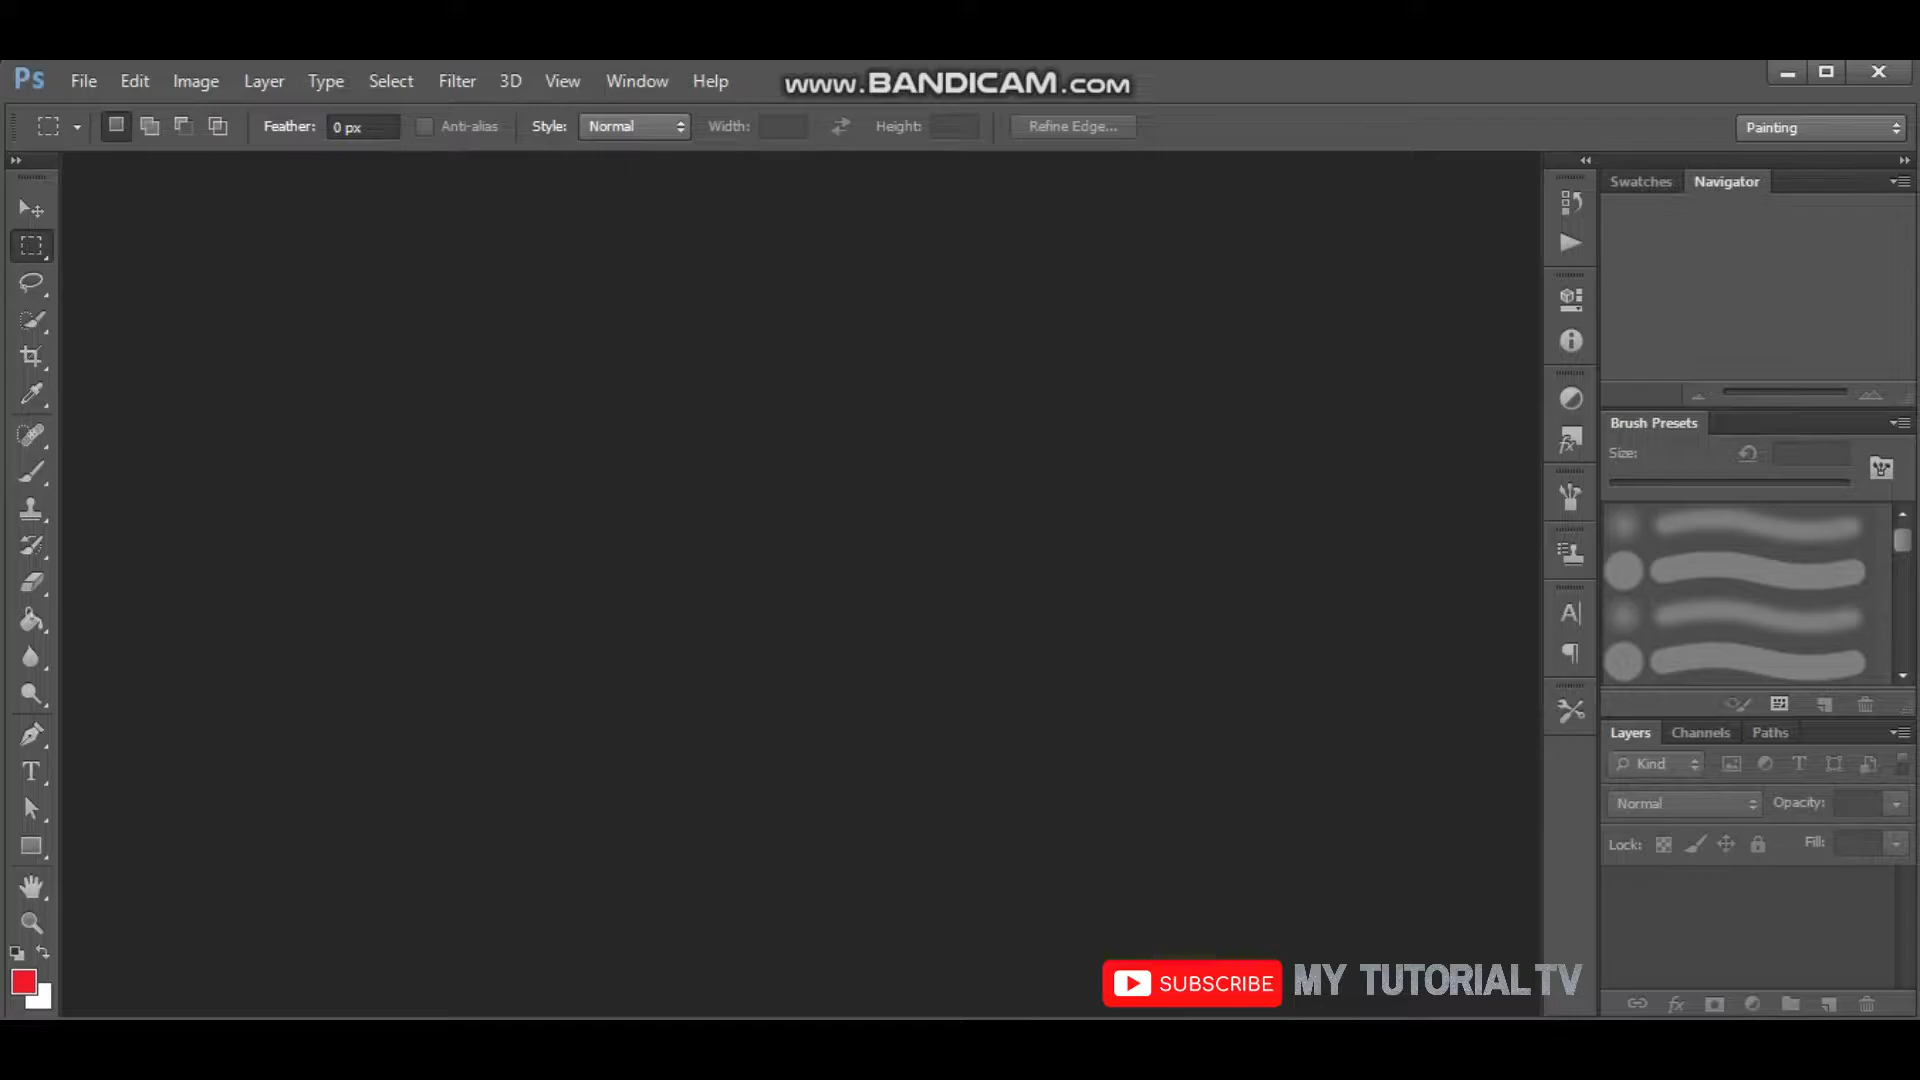 Ps File Edit Image Layer Type Select Filter 3D View Window Help
www.BANDICAM.com
Feather: 0 px Anti-alias Style: Normal Width: Height: Refine Edge... Painting
Swatches Navigator
Brush Presets
Size:
Layers Channels Paths
Kind
Normal Opacity:
Lock: Fill:
SUBSCRIBE MY TUTORIALTV